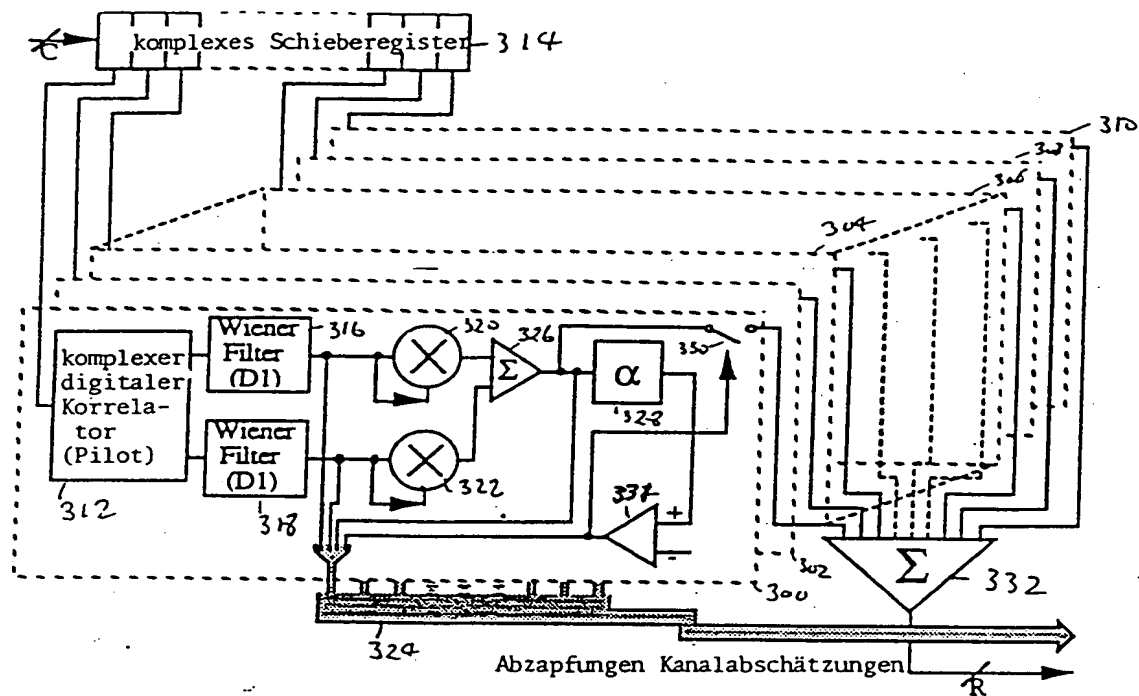 komplexes Schieberegister
314
C
310
308
306
304
Wiener
Filter
(D1)
316
320
326
330
komplexer
digitaler
Korrela-
tor
(Pilot)
Σ
α
328
Wiener
Filter
(D1)
322
312
318
+
-
302
300
Σ
332
324
Abzapfungen Kanalabschätzungen
R